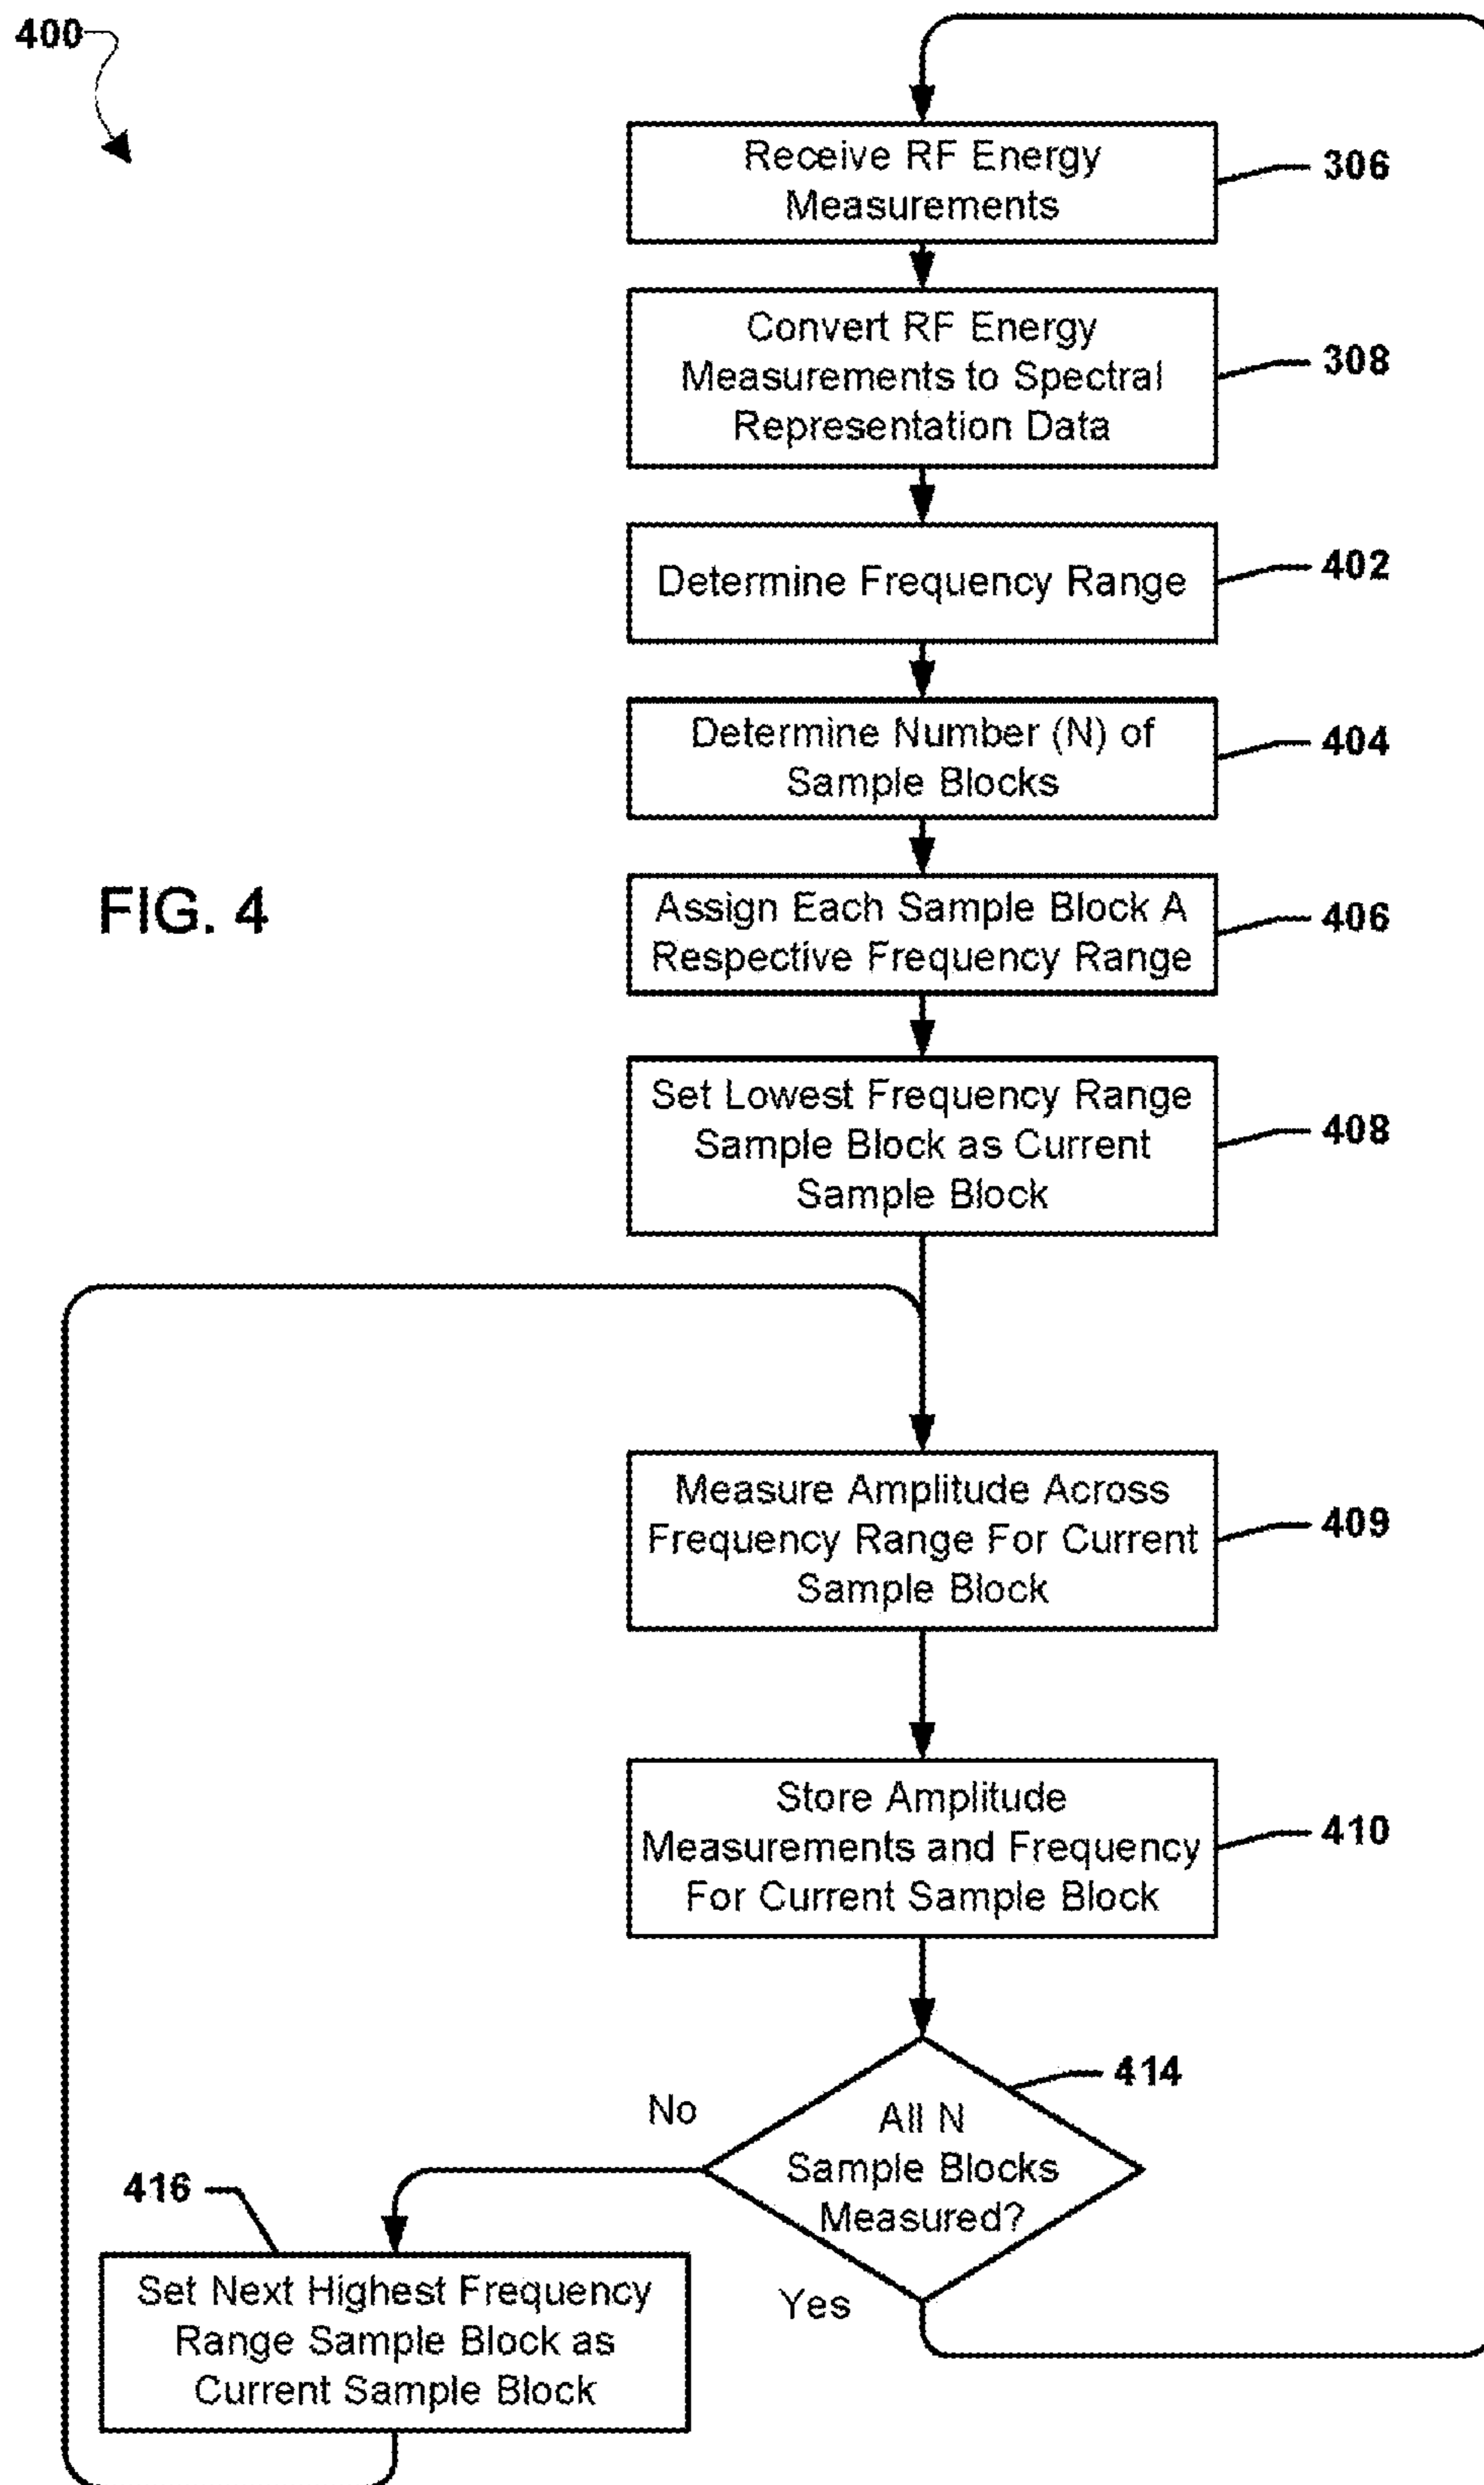 400
Receive RF Energy
Measurements
306
Convert RF Energy
Measurements to Spectral
Representation Data
308
Determine Frequency Range
402
Determine Number (N) of
Sample Blocks
404
FIG. 4
Assign Each Sample Block A
Respective Frequency Range
406
Set Lowest Frequency Range
Sample Block as Current
Sample Block
408
Measure Amplitude Across
Frequency Range For Current
Sample Block
409
Store Amplitude
Measurements and Frequency
For Current Sample Block
410
414
No
All N
Sample Blocks
Measured?
Yes
416
Set Next Highest Frequency
Range Sample Block as
Current Sample Block